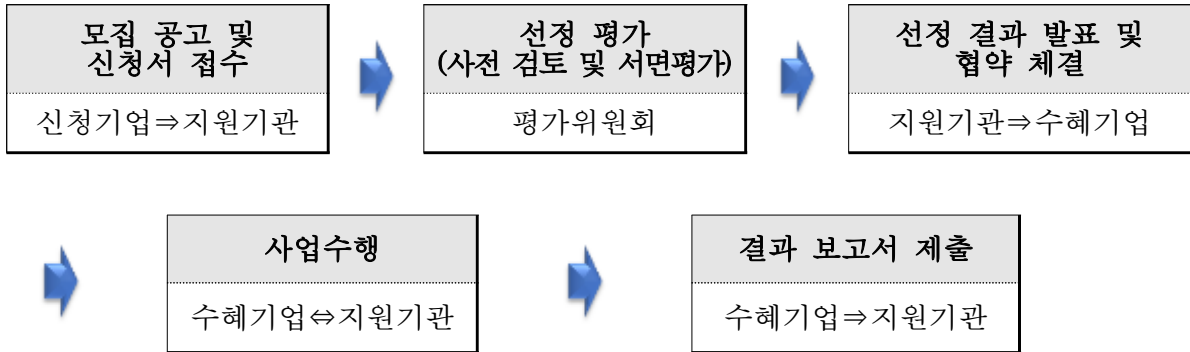 모집 공고 및
신청서 접수
신청기업⇒지원기관
선정 평가
(사전 검토 및 서면평가)
평가위원회
선정 결과 발표 및
협약 체결
지원기관⇒수혜기업
사업수행
수혜기업⇔지원기관
결과 보고서 제출
수혜기업⇒지원기관